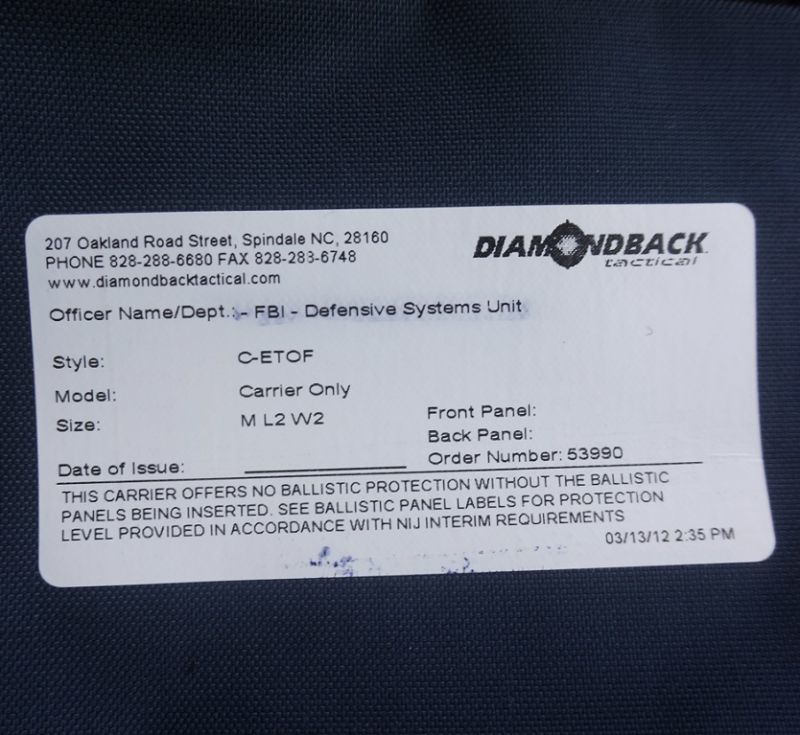 207 Oakland Road Street, Spindale NC, 28160
PHONE 828-288-6680 FAX 828-283-6748
www.diamondbacktactical.com
DIAMONDBACK
tactical
Officer Name/Dept.:- FBI - Defensive Systems Unit
Style: C-ETOF
Model: Carrier Only
Size: M L2 W2
Front Panel:
Back Panel:
Order Number: 53990
Date of Issue:
THIS CARRIER OFFERS NO BALLISTIC PROTECTION WITHOUT THE BALLISTIC
PANELS BEING INSERTED. SEE BALLISTIC PANEL LABELS FOR PROTECTION
LEVEL PROVIDED IN ACCORDANCE WITH NIJ INTERIM REQUIREMENTS
03/13/12 2:35 PM